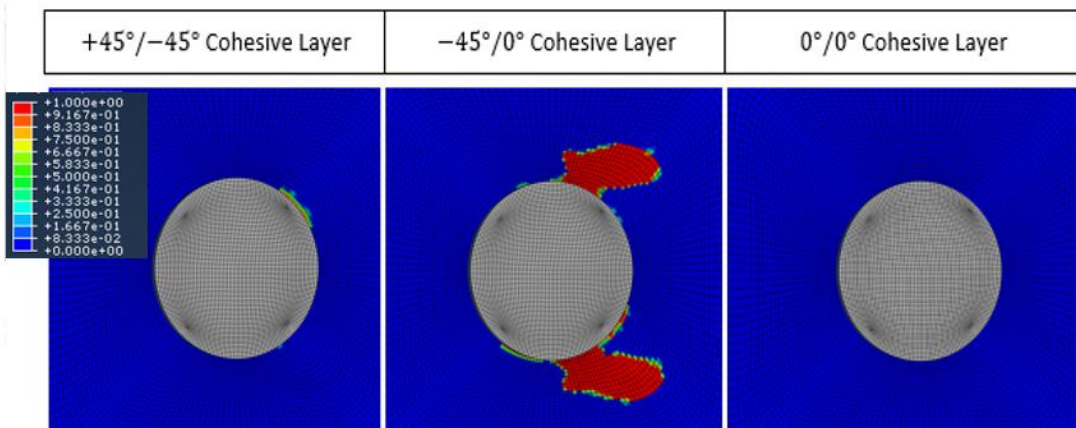 +45°/−45° Cohesive Layer
−45°/0° Cohesive Layer
0°/0° Cohesive Layer
+1.000e+00
+9.167e-01
+8.333e-01
+7.500e-01
+6.667e-01
+5.833e-01
+5.000e-01
+4.167e-01
+3.333e-01
+2.500e-01
+1.667e-01
+8.333e-02
+0.000e+00